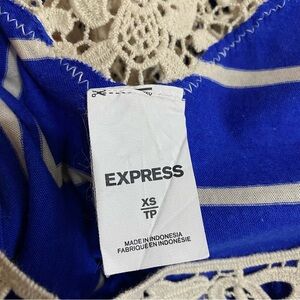 EXPRESS
XS
TP
MADE IN INDONESIA
FABRIQUÉ EN INDONÉSIE